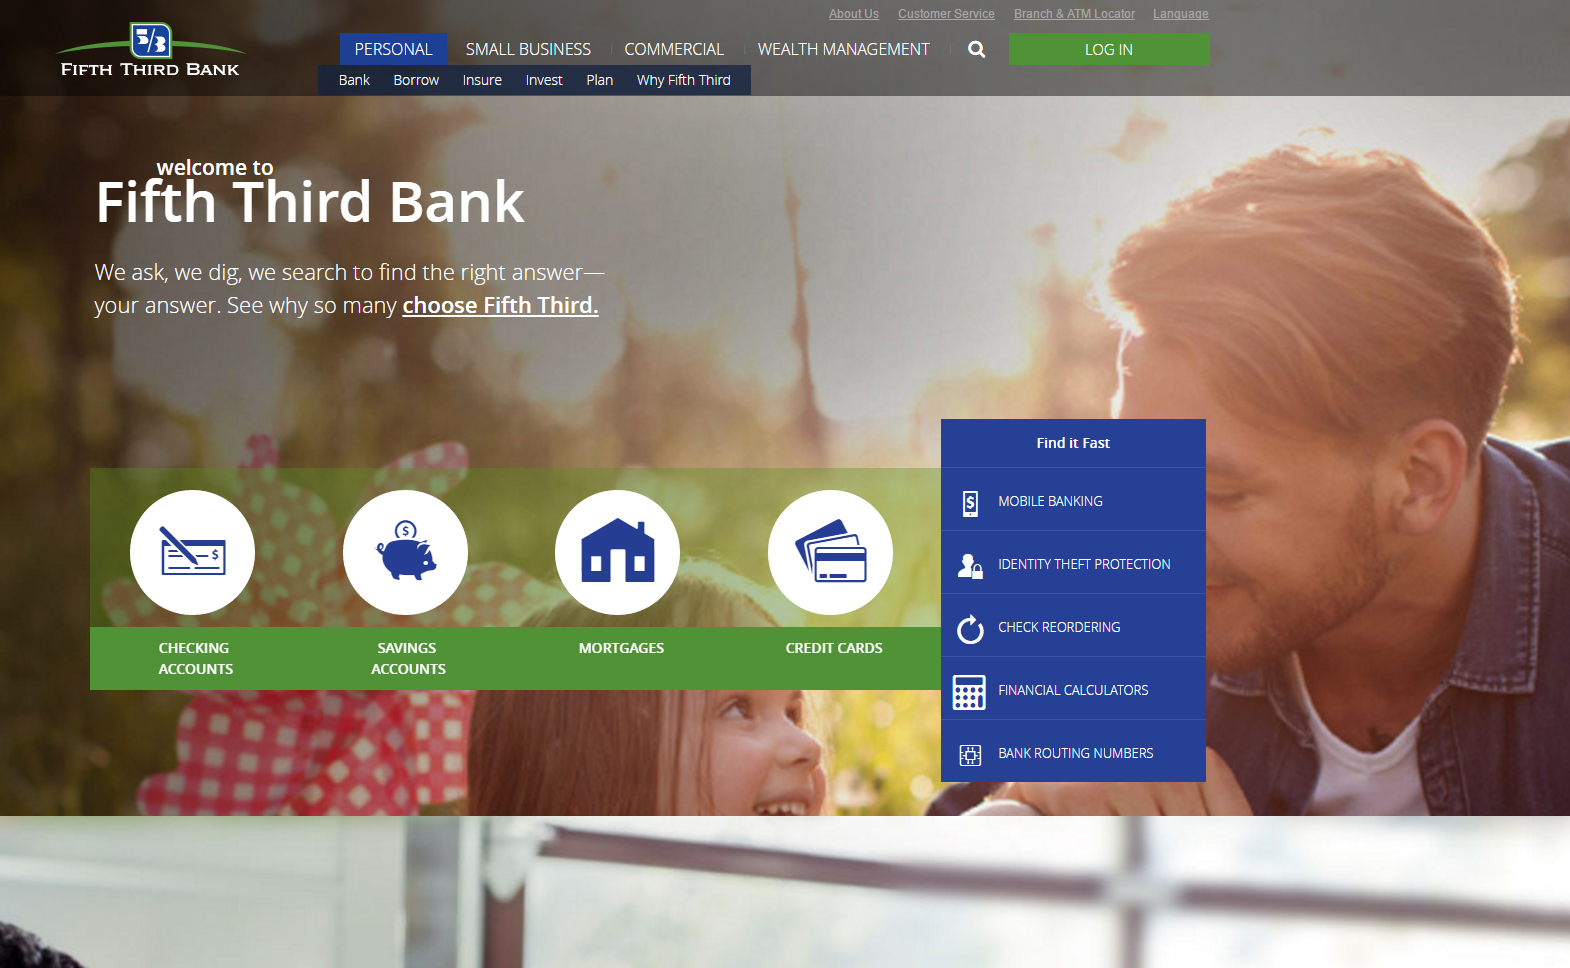 About Us Customer Service Branch & ATM Locator Language
5/3
FIFTH THIRD BANK
PERSONAL SMALL BUSINESS COMMERCIAL WEALTH MANAGEMENT LOG IN
Bank Borrow Insure Invest Plan Why Fifth Third
welcome to
Fifth Third Bank
We ask, we dig, we search to find the right answer—
your answer. See why so many choose Fifth Third.
$
$
CHECKING
ACCOUNTS
SAVINGS
ACCOUNTS
MORTGAGES
CREDIT CARDS
Find it Fast
$ MOBILE BANKING
IDENTITY THEFT PROTECTION
CHECK REORDERING
FINANCIAL CALCULATORS
BANK ROUTING NUMBERS